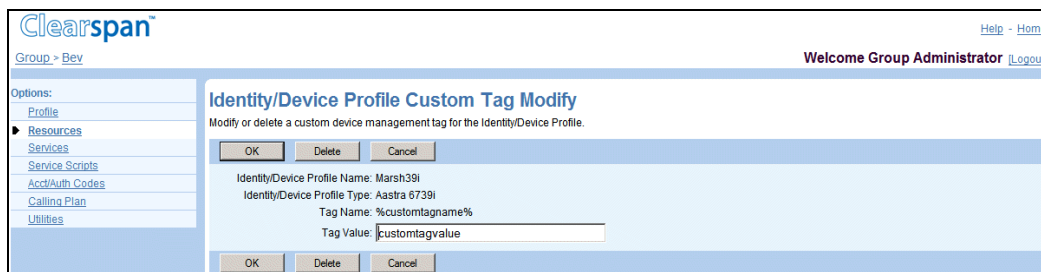 Clearspan™
Help - Hom
Group > Bev
Welcome Group Administrator [Logou
Options:
Profile
Resources
Services
Service Scripts
Acct/Auth Codes
Calling Plan
Utilities
Identity/Device Profile Custom Tag Modify
Modify or delete a custom device management tag for the Identity/Device Profile.
OK Delete Cancel
Identity/Device Profile Name: Marsh39i
Identity/Device Profile Type: Aastra 6739i
Tag Name: %customtagname%
Tag Value: customtagvalue
OK Delete Cancel